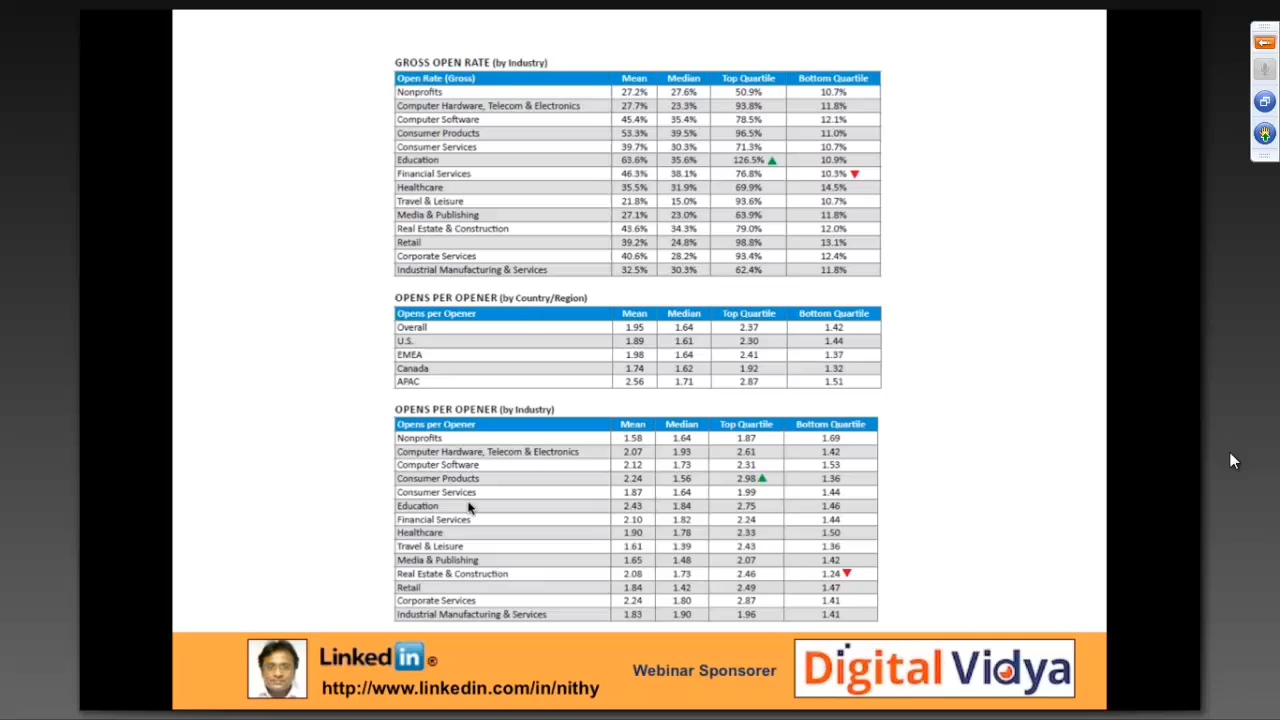 GROSS OPEN RATE (by Industry)
Open Rate (Gross) Mean Median Top Quartile Bottom Quartile
Nonprofits 27.2% 27.6% 50.9% 10.7%
Computer Hardware, Telecom & Electronics 27.7% 23.3% 93.8% 11.8%
Computer Software 45.4% 35.4% 78.5% 12.1%
Consumer Products 53.3% 39.5% 96.5% 11.0%
Consumer Services 39.7% 30.3% 71.3% 10.7%
Education 63.6% 35.6% 126.5% 10.9%
Financial Services 46.3% 38.1% 76.8% 10.3%
Healthcare 35.5% 31.9% 69.9% 14.5%
Travel & Leisure 21.8% 15.0% 93.6% 10.7%
Media & Publishing 27.1% 23.0% 63.9% 11.8%
Real Estate & Construction 43.6% 34.3% 79.0% 12.0%
Retail 39.2% 24.8% 98.8% 13.1%
Corporate Services 40.6% 28.2% 93.4% 12.4%
Industrial Manufacturing & Services 32.5% 30.3% 62.4% 11.8%
OPENS PER OPENER (by Country/Region)
Opens per Opener Mean Median Top Quartile Bottom Quartile
Overall 1.95 1.64 2.37 1.42
U.S. 1.89 1.61 2.30 1.44
EMEA 1.98 1.64 2.41 1.37
Canada 1.74 1.62 1.92 1.32
APAC 2.56 1.71 2.87 1.51
OPENS PER OPENER (by Industry)
Opens per Opener Mean Median Top Quartile Bottom Quartile
Nonprofits 1.58 1.64 1.87 1.69
Computer Hardware, Telecom & Electronics 2.07 1.93 2.61 1.42
Computer Software 2.12 1.73 2.31 1.53
Consumer Products 2.24 1.56 2.98 1.36
Consumer Services 1.87 1.64 1.99 1.44
Education 2.43 1.84 2.75 1.46
Financial Services 2.10 1.82 2.24 1.44
Healthcare 1.90 1.78 2.33 1.50
Travel & Leisure 1.61 1.39 2.43 1.36
Media & Publishing 1.65 1.48 2.07 1.42
Real Estate & Construction 2.08 1.73 2.46 1.24
Retail 1.84 1.42 2.49 1.47
Corporate Services 2.24 1.80 2.87 1.41
Industrial Manufacturing & Services 1.83 1.90 1.96 1.41
Linked in ®
http://www.linkedin.com/in/nithy
Webinar Sponsorer
Digital Vidya